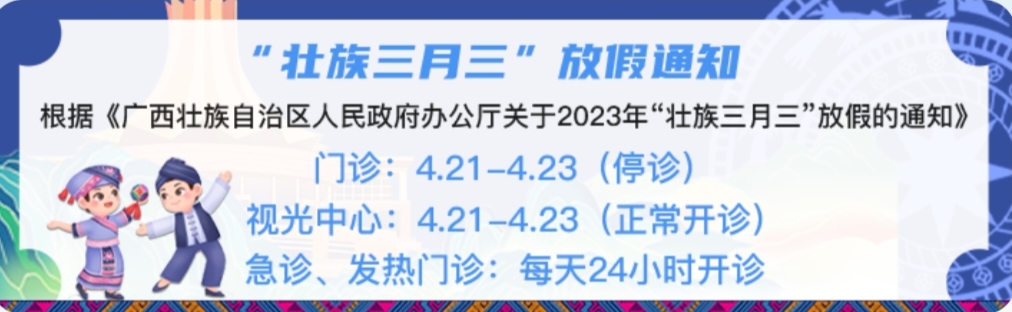 “壮族三月三”放假通知
根据《广西壮族自治区人民政府办公厅关于2023年“壮族三月三”放假的通知》
门诊：4.21-4.23（停诊）
视光中心：4.21-4.23（正常开诊）
急诊、发热门诊：每天24小时开诊